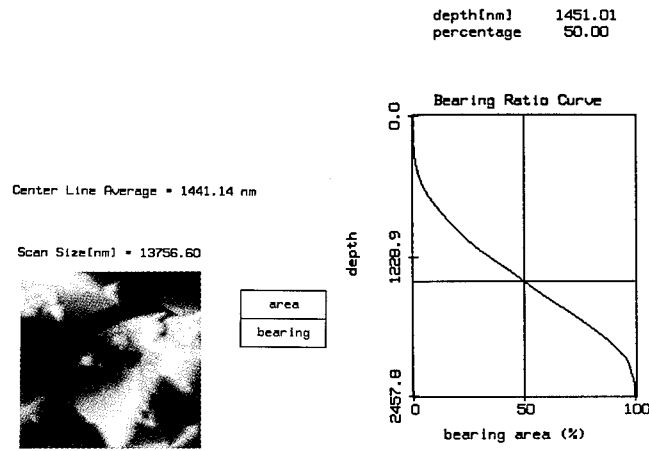 depth[nm] 1451.01
percentage 50.00
Bearing Ratio Curve
Center Line Average = 1441.14 nm
Scan Size[nm] = 13756.60
area
bearing
depth
0.0
1228.9
2457.8
0 50 100
bearing area (%)